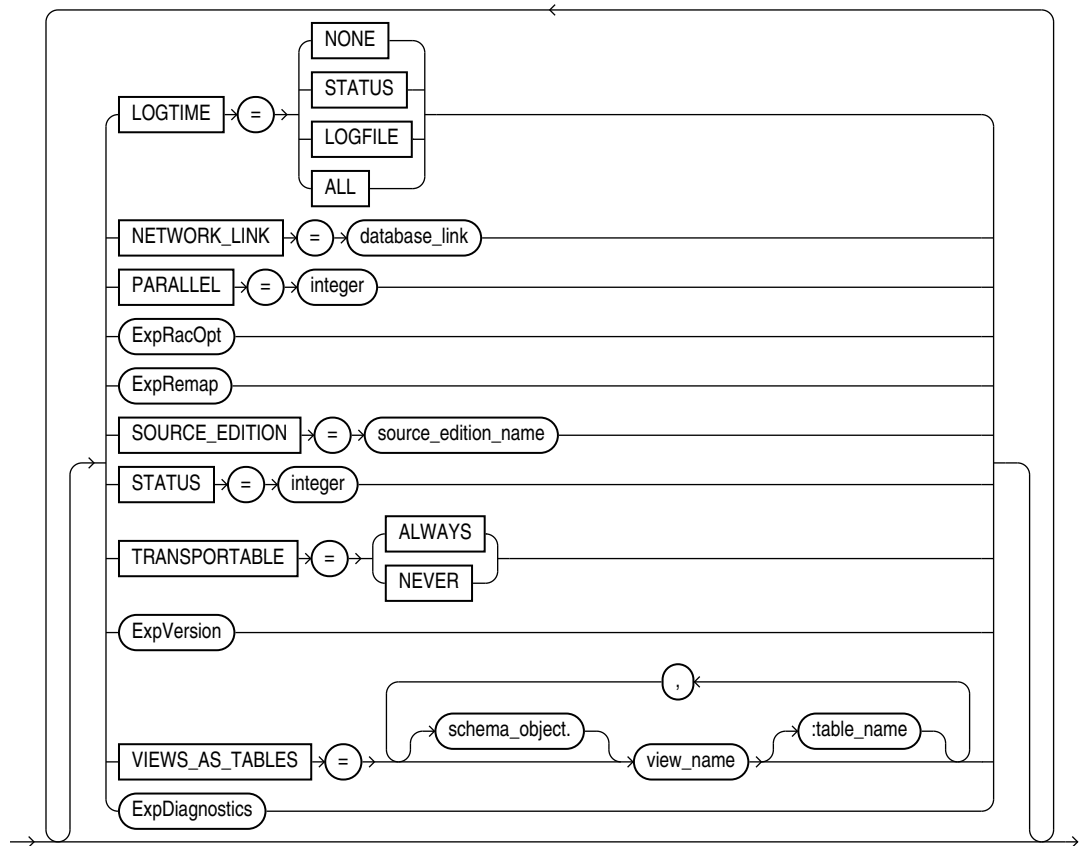 NONE
STATUS
LOGTIME =
LOGFILE
ALL
NETWORK_LINK = database_link
PARALLEL = integer
ExpRacOpt
ExpRemap
SOURCE_EDITION = source_edition_name
STATUS = integer
ALWAYS
TRANSPORTABLE =
NEVER
ExpVersion
,
schema_object. :table_name
VIEWS_AS_TABLES = view_name
ExpDiagnostics